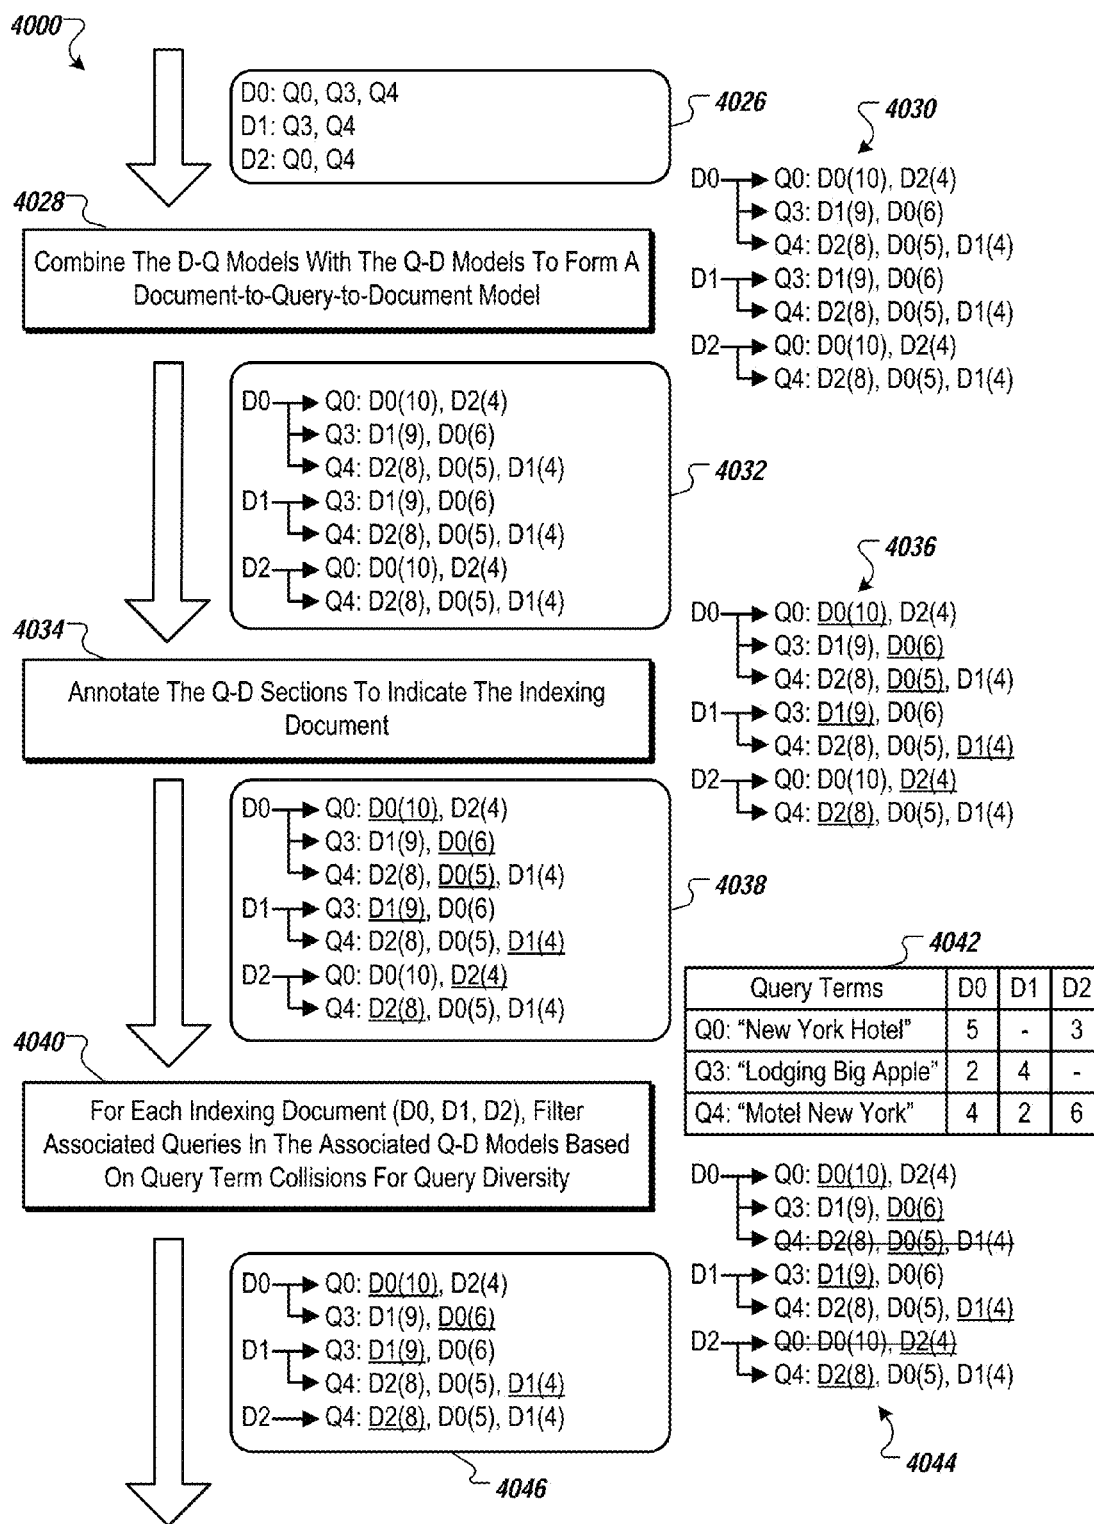 4000
D0: Q0, Q3, Q4
D1: Q3, Q4
D2: Q0, Q4
4026
4030
D0 Q0: D0(10), D2(4)
Q3: D1(9), D0(6)
Q4: D2(8), D0(5), D1(4)
D1 Q3: D1(9), D0(6)
Q4: D2(8), D0(5), D1(4)
D2 Q0: D0(10), D2(4)
Q4: D2(8), D0(5), D1(4)
4028
Combine The D-Q Models With The Q-D Models To Form A
Document-to-Query-to-Document Model
D0 Q0: D0(10), D2(4)
Q3: D1(9), D0(6)
Q4: D2(8), D0(5), D1(4)
D1 Q3: D1(9), D0(6)
Q4: D2(8), D0(5), D1(4)
D2 Q0: D0(10), D2(4)
Q4: D2(8), D0(5), D1(4)
4032
4036
D0 Q0: D0(10), D2(4)
Q3: D1(9), D0(6)
Q4: D2(8), D0(5), D1(4)
D1 Q3: D1(9), D0(6)
Q4: D2(8), D0(5), D1(4)
D2 Q0: D0(10), D2(4)
Q4: D2(8), D0(5), D1(4)
4034
Annotate The Q-D Sections To Indicate The Indexing
Document
D0 Q0: D0(10), D2(4)
Q3: D1(9), D0(6)
Q4: D2(8), D0(5), D1(4)
D1 Q3: D1(9), D0(6)
Q4: D2(8), D0(5), D1(4)
D2 Q0: D0(10), D2(4)
Q4: D2(8), D0(5), D1(4)
4038
4042
Query Terms D0 D1 D2
Q0: "New York Hotel" 5 - 3
Q3: "Lodging Big Apple" 2 4 -
Q4: "Motel New York" 4 2 6
4040
For Each Indexing Document (D0, D1, D2), Filter
Associated Queries In The Associated Q-D Models Based
On Query Term Collisions For Query Diversity
D0 Q0: D0(10), D2(4)
Q3: D1(9), D0(6)
Q4: D2(8), D0(5), D1(4)
D1 Q3: D1(9), D0(6)
Q4: D2(8), D0(5), D1(4)
D2 Q0: D0(10), D2(4)
Q4: D2(8), D0(5), D1(4)
4044
D0 Q0: D0(10), D2(4)
Q3: D1(9), D0(6)
D1 Q3: D1(9), D0(6)
Q4: D2(8), D0(5), D1(4)
D2 Q4: D2(8), D0(5), D1(4)
4046